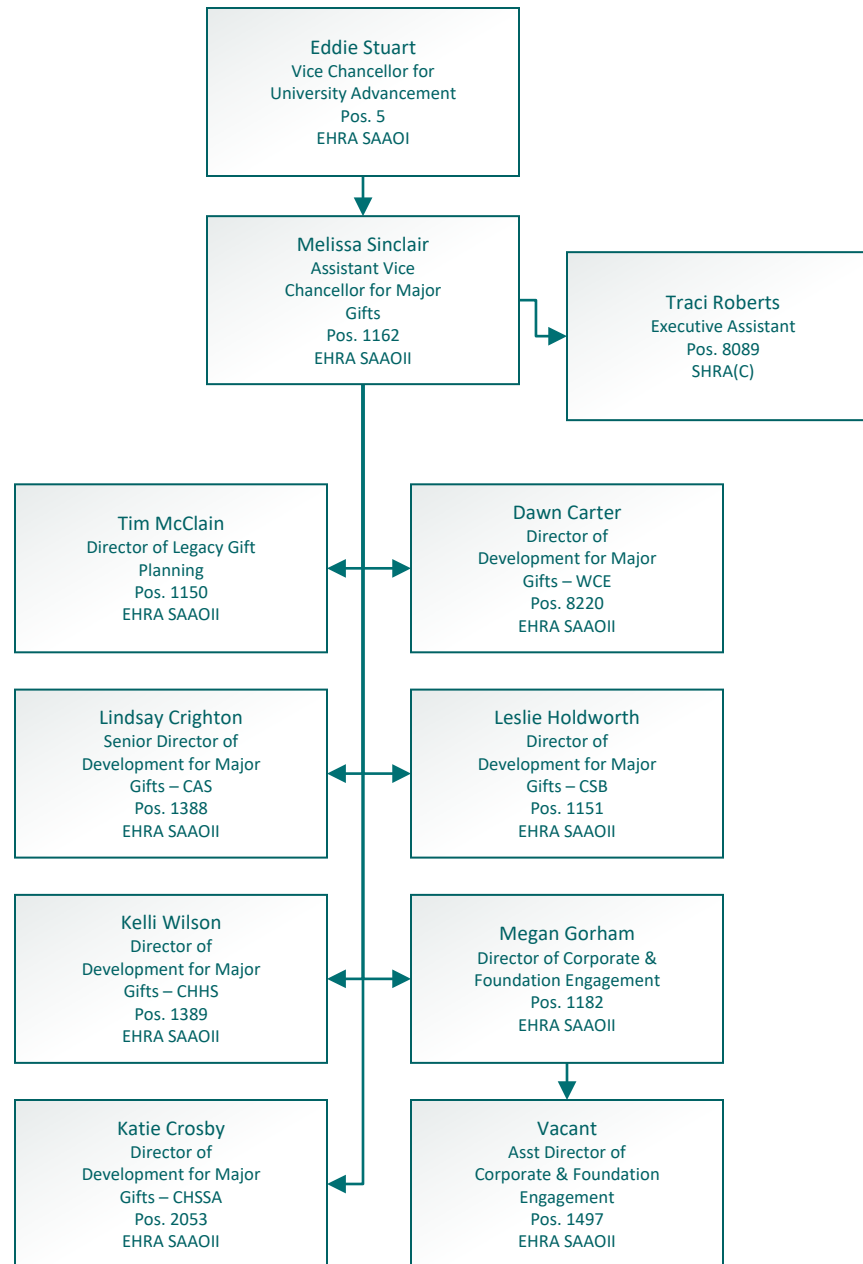 Eddie Stuart
Vice Chancellor for
University Advancement
Pos. 5
EHRA SAAOI
Melissa Sinclair
Assistant Vice
Chancellor for Major
Gifts
Pos. 1162
EHRA SAAOII
Traci Roberts
Executive Assistant
Pos. 8089
SHRA(C)
Tim McClain
Director of Legacy Gift
Planning
Pos. 1150
EHRA SAAOII
Dawn Carter
Director of
Development for Major
Gifts – WCE
Pos. 8220
EHRA SAAOII
Lindsay Crighton
Senior Director of
Development for Major
Gifts – CAS
Pos. 1388
EHRA SAAOII
Leslie Holdworth
Director of
Development for Major
Gifts – CSB
Pos. 1151
EHRA SAAOII
Kelli Wilson
Director of
Development for Major
Gifts – CHHS
Pos. 1389
EHRA SAAOII
Megan Gorham
Director of Corporate &
Foundation Engagement
Pos. 1182
EHRA SAAOII
Katie Crosby
Director of
Development for Major
Gifts – CHSSA
Pos. 2053
EHRA SAAOII
Vacant
Asst Director of
Corporate & Foundation
Engagement
Pos. 1497
EHRA SAAOII